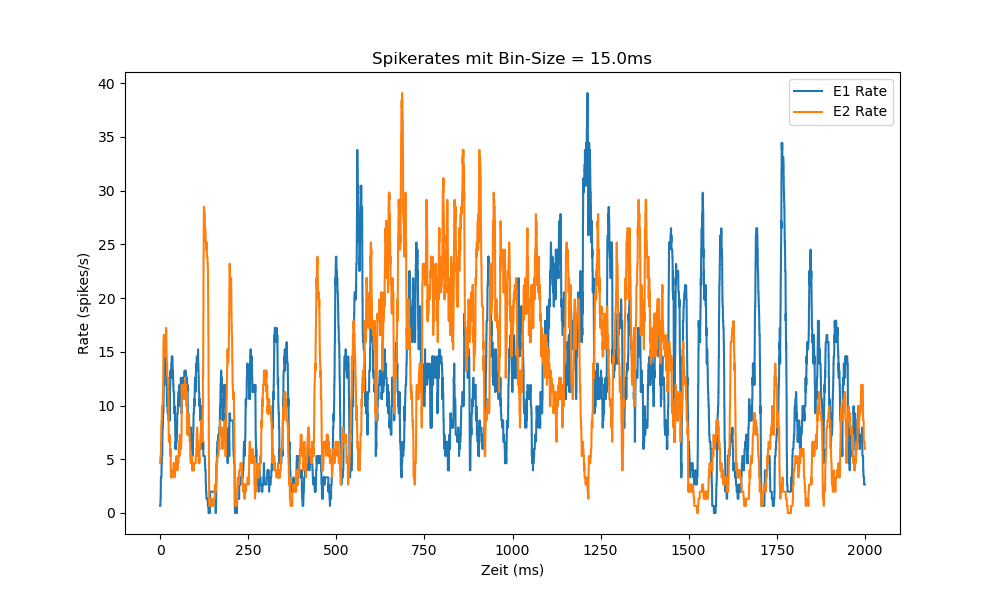 Spikerates mit Bin-Size = 15.0ms
E1 Rate
E2 Rate
40
35
30
25
20
15
10
5
0
Rate (spikes/s)
0 250 500 750 1000 1250 1500 1750 2000
Zeit (ms)